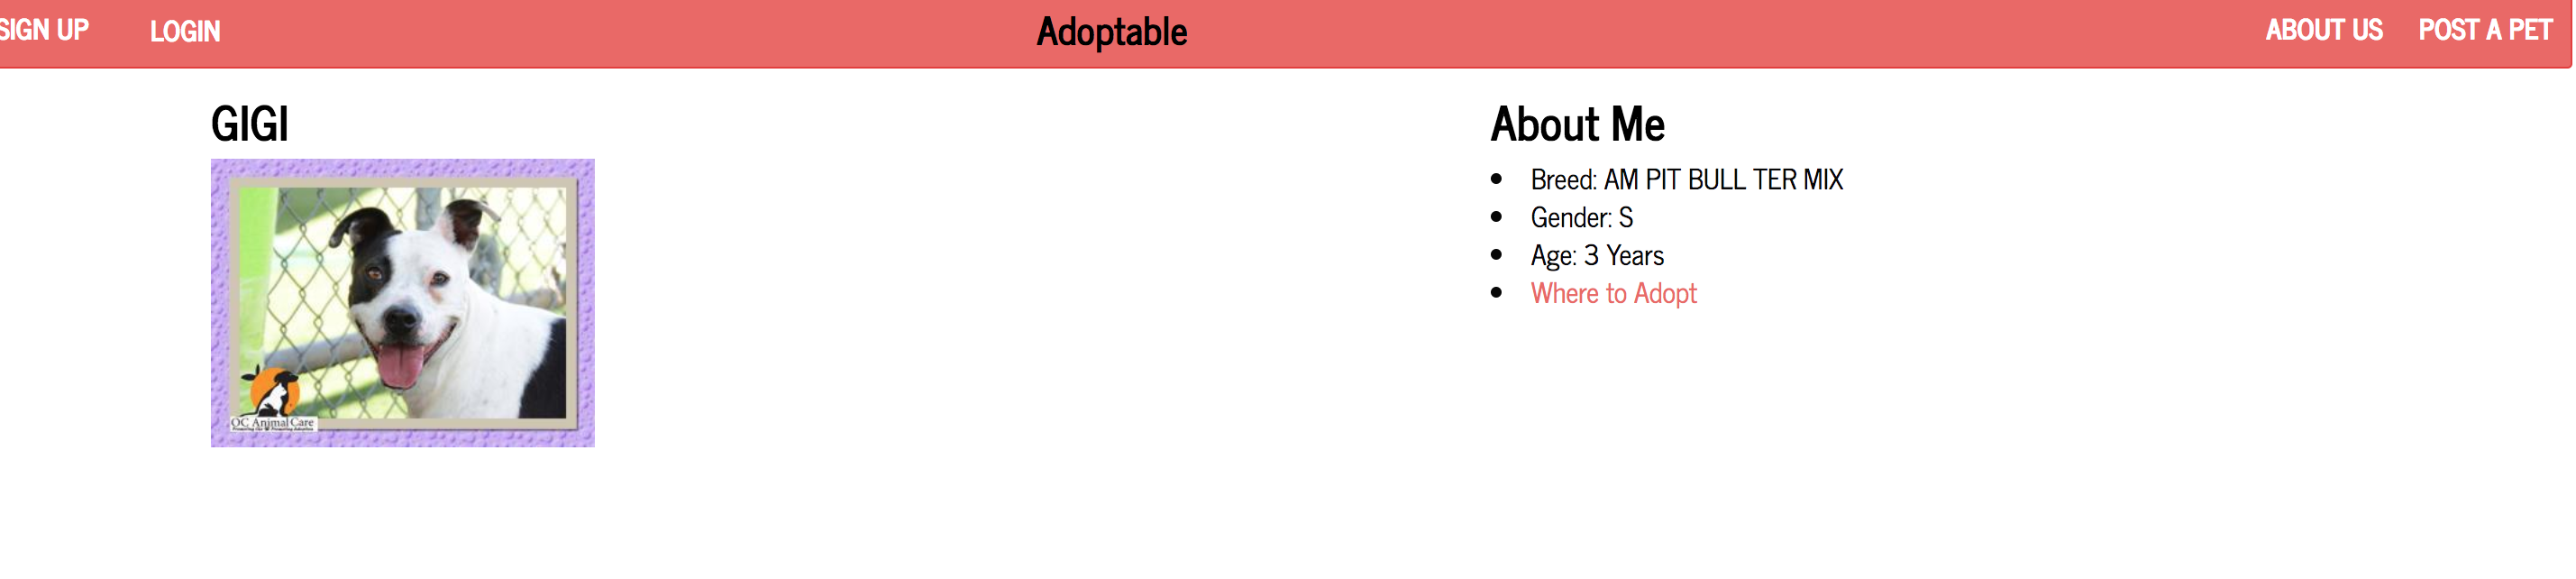 SIGN UP LOGIN Adoptable ABOUT US POST A PET
GIGI
OC Animal Care
About Me
Breed: AM PIT BULL TER MIX
Gender: S
Age: 3 Years
Where to Adopt